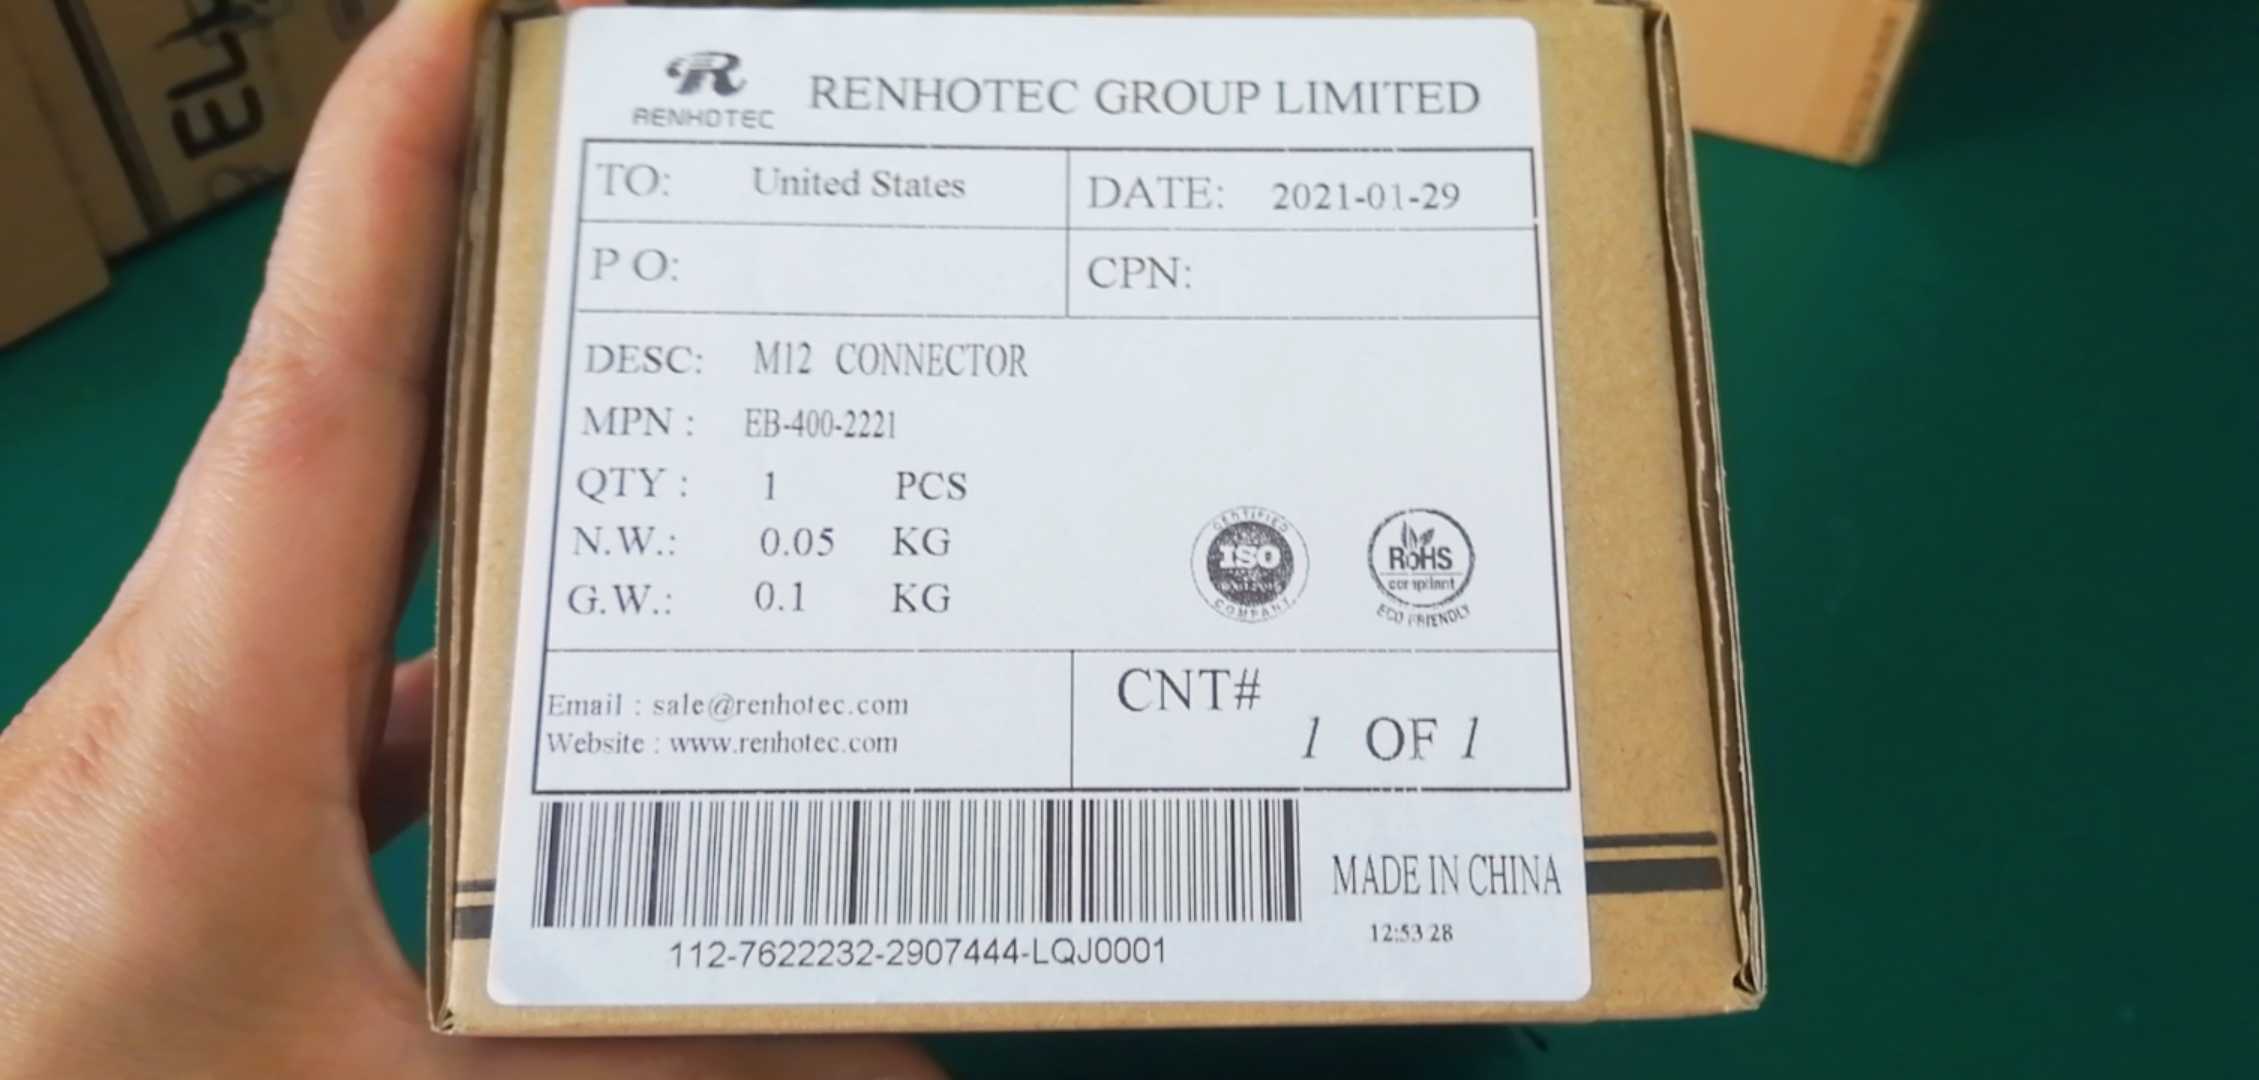 RENHOTEC
RENHOTEC GROUP LIMITED
TO: United States DATE: 2021-01-29
P O: CPN:
DESC: M12 CONNECTOR
MPN : EB-400-2221
QTY : 1 PCS
N.W.: 0.05 KG
G.W.: 0.1 KG
CERTIFIED
ISO
COMPANY
RoHS
compliant
ECO FRIENDLY
Email : sale@renhotec.com
Website : www.renhotec.com
CNT#
1 OF 1
112-7622232-2907444-LQJ0001
MADE IN CHINA
12:53 28